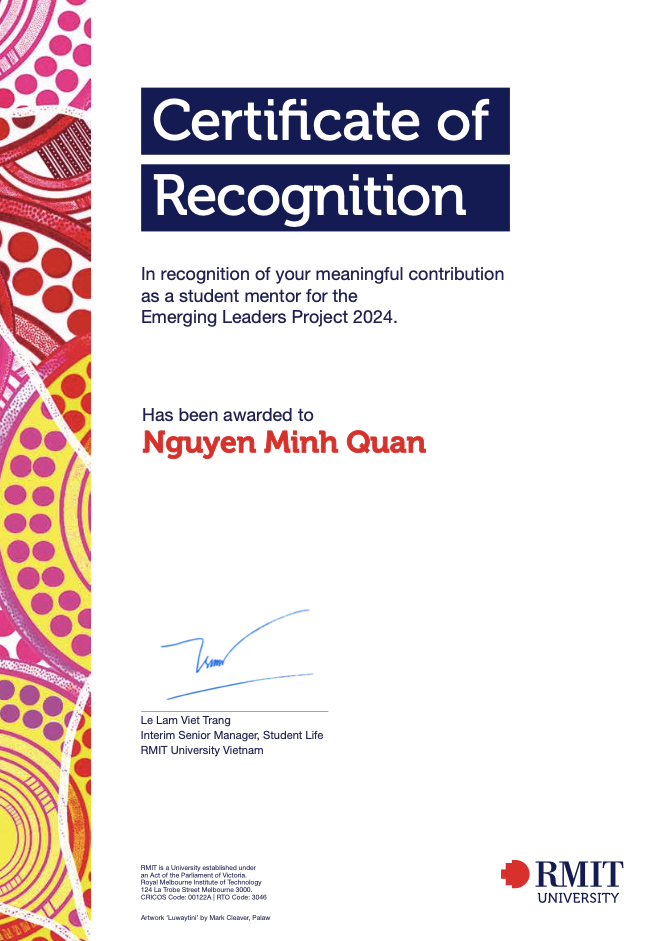 Certificate of
Recognition
In recognition of your meaningful contribution
as a student mentor for the
Emerging Leaders Project 2024.
Has been awarded to
Nguyen Minh Quan
Le Lam Viet Trang
Interim Senior Manager, Student Life
RMIT University Vietnam
RMIT is a University established under
an Act of the Parliament of Victoria.
Royal Melbourne Institute of Technology
124 La Trobe Street Melbourne 3000.
CRICOS Code: 00122A | RTO Code: 3046
Artwork 'Luwaytini' by Mark Cleaver, Palaw
RMIT
UNIVERSITY